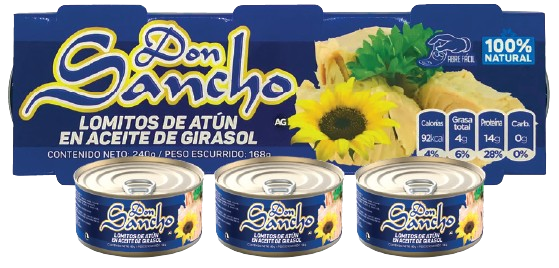 Don
Sancho
LOMITOS DE ATÚN
EN ACEITE DE GIRASOL
CONTENIDO NETO: 240g / PESO ESCURRIDO: 168g
AG
ABRE FÁCIL
100%
NATURAL
Calorías
92kcal
4%
Grasa
total
4g
6%
Proteína
14g
28%
Carb.
0g
0%
Don
Sancho
LOMITOS DE ATÚN
EN ACEITE DE GIRASOL
Don
Sancho
LOMITOS DE ATÚN
EN ACEITE DE GIRASOL
Don
Sancho
LOMITOS DE ATÚN
EN ACEITE DE GIRASOL